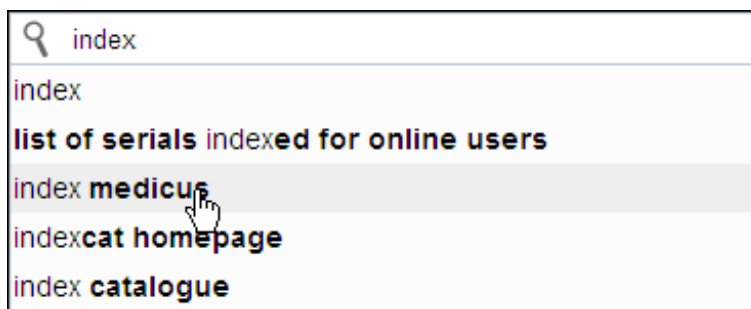 index
index
list of serials indexed for online users
index medicus
indexcat homepage
index catalogue